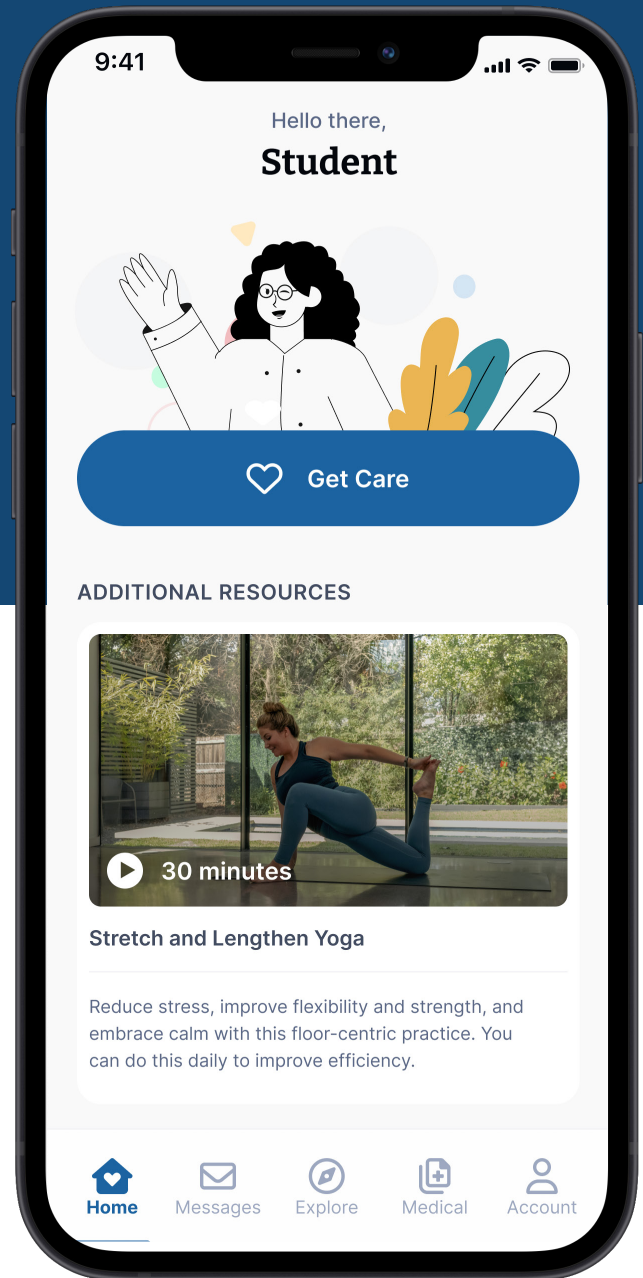 9:41
Hello there,
Student
Get Care
ADDITIONAL RESOURCES
30 minutes
Stretch and Lengthen Yoga
Reduce stress, improve flexibility and strength, and
embrace calm with this floor-centric practice. You
can do this daily to improve efficiency.
Home Messages Explore Medical Account